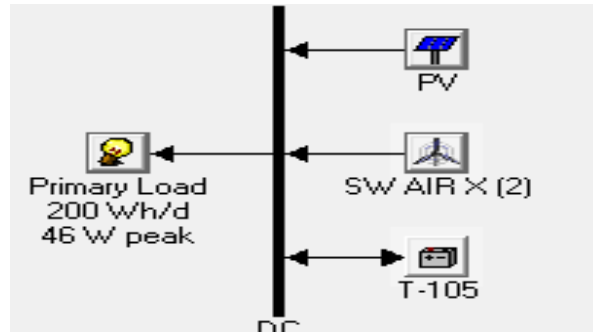 PV
Primary Load
200 Wh/d
46 W peak
SW AIR X (2)
T-105
DC